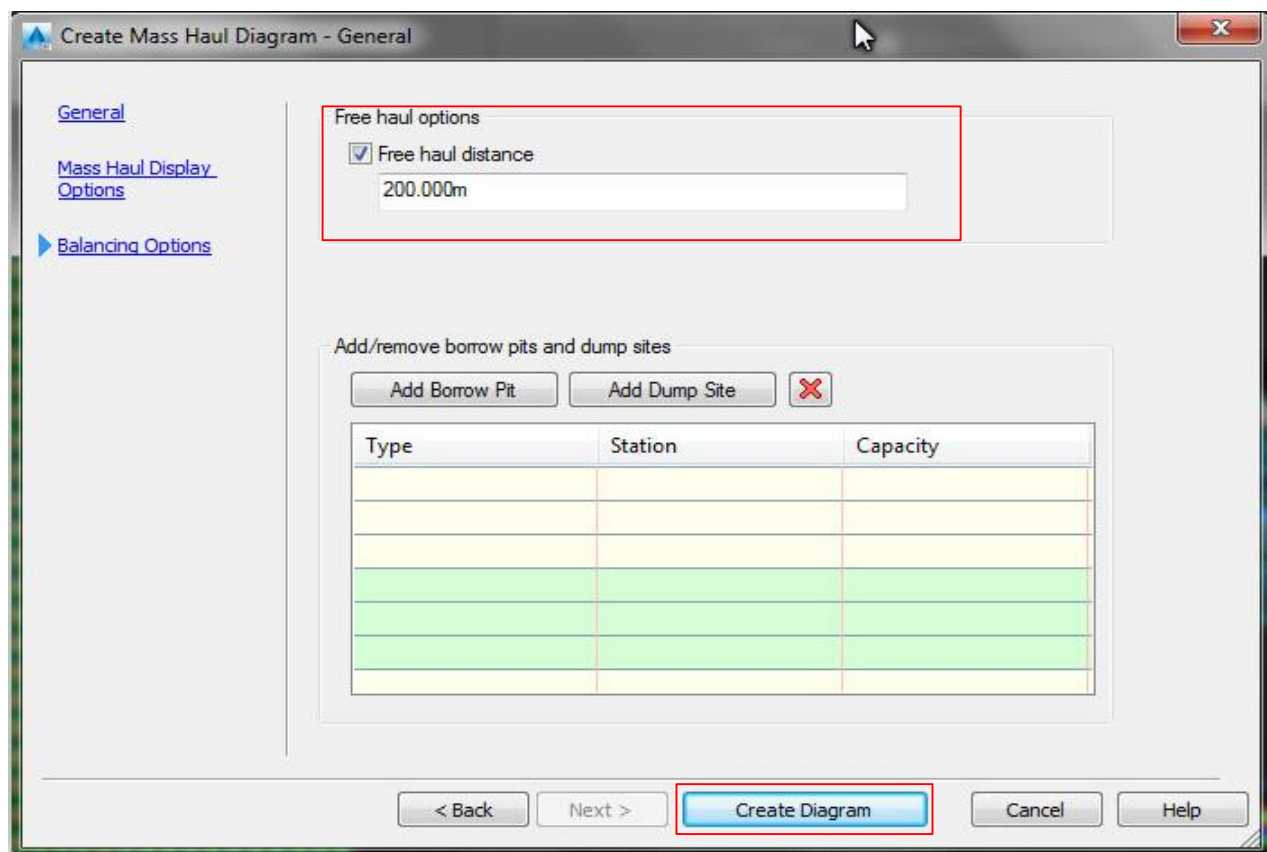 Create Mass Haul Diagram - General
General
Mass Haul Display
Options
Balancing Options
Free haul options
Free haul distance
200.000m
Add/remove borrow pits and dump sites
Add Borrow Pit Add Dump Site
Type Station Capacity
< Back Next > Create Diagram Cancel Help